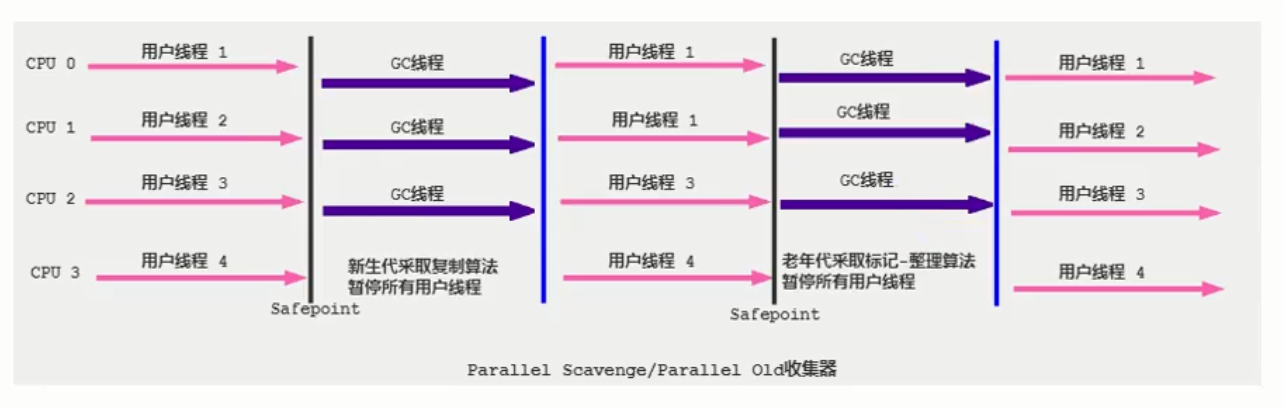 CPU 0 用户线程 1 GC线程 用户线程 1 GC线程 用户线程 1
CPU 1 用户线程 2 GC线程 用户线程 1 GC线程 用户线程 2
CPU 2 用户线程 3 GC线程 用户线程 3 GC线程 用户线程 3
CPU 3 用户线程 4 用户线程 4 用户线程 4
新生代采取复制算法
暂停所有用户线程
老年代采取标记-整理算法
暂停所有用户线程
Safepoint Safepoint
Parallel Scavenge/Parallel Old收集器